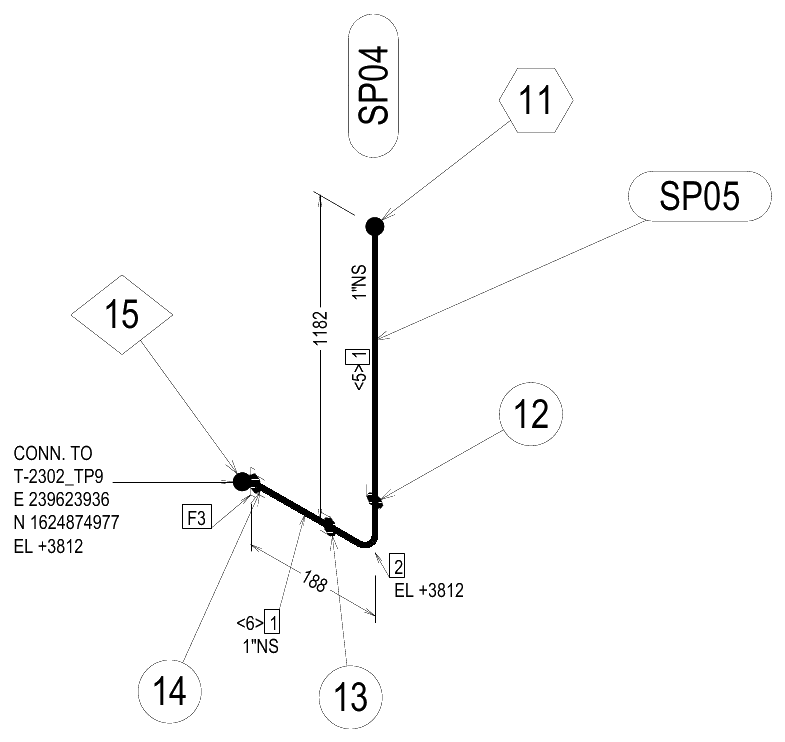 SP04
11
SP05
1"NS
15
1182
<5> 1
12
CONN. TO
T-2302_TP9
E 239623936
N 1624874977
EL +3812
F3
2
EL +3812
188
<6> 1
1"NS
14
13